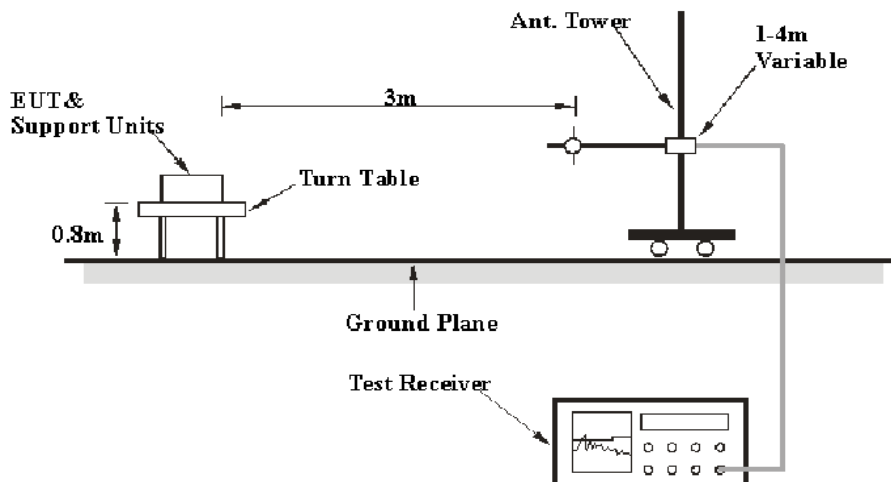 Ant. Tower
1-4m
Variable
3m
EUT &
Support Units
Turn Table
0.8m
Ground Plane
Test Receiver